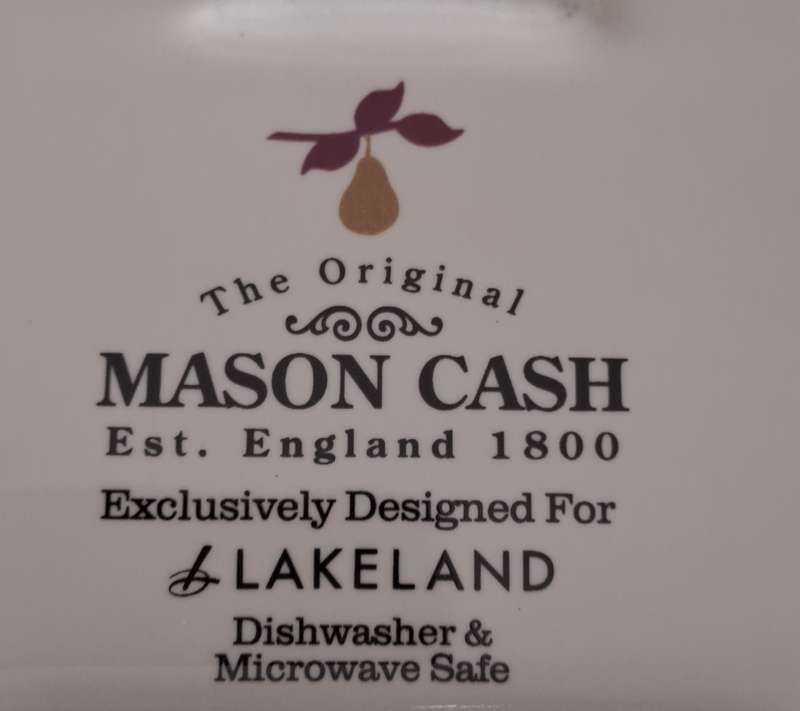 The Original
MASON CASH
Est. England 1800
Exclusively Designed For
LAKELAND
Dishwasher &
Microwave Safe